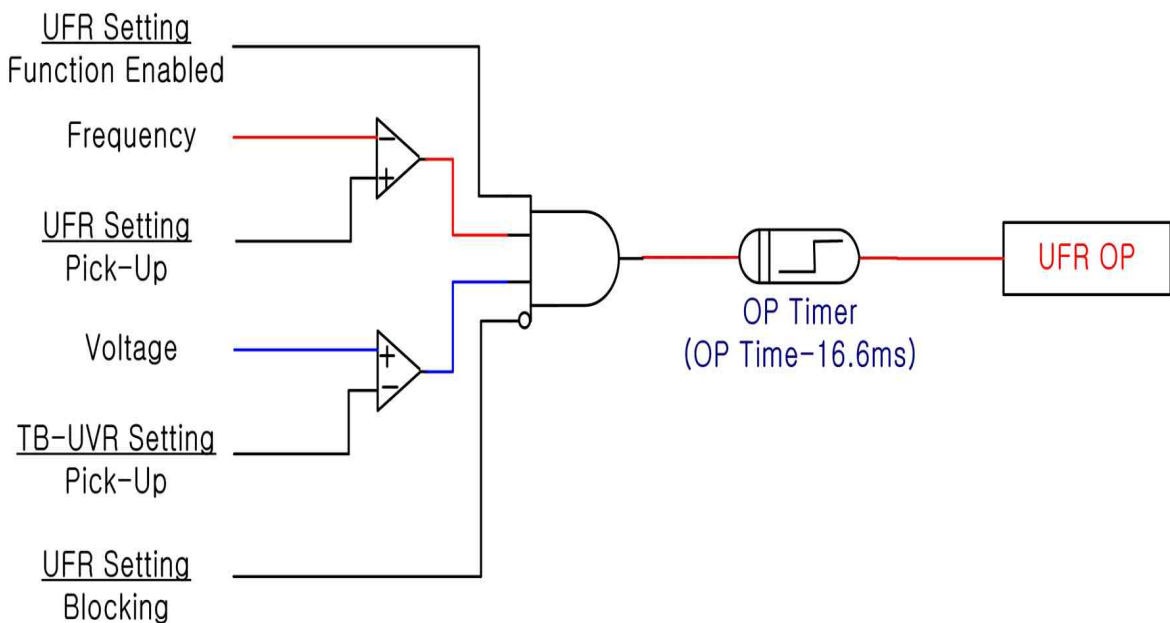 UFR Setting
Function Enabled
Frequency
UFR Setting
Pick-Up
Voltage
TB-UVR Setting
Pick-Up
UFR Setting
Blocking
OP Timer
(OP Time-16.6ms)
UFR OP